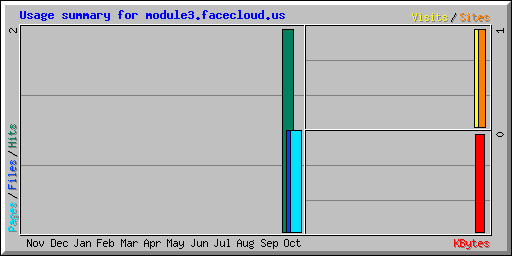 Usage summary for module3.facecloud.us
Visits/Sites
2
1
Pages/Files/Hits
0
Nov Dec Jan Feb Mar Apr May Jun Jul Aug Sep Oct
KBytes